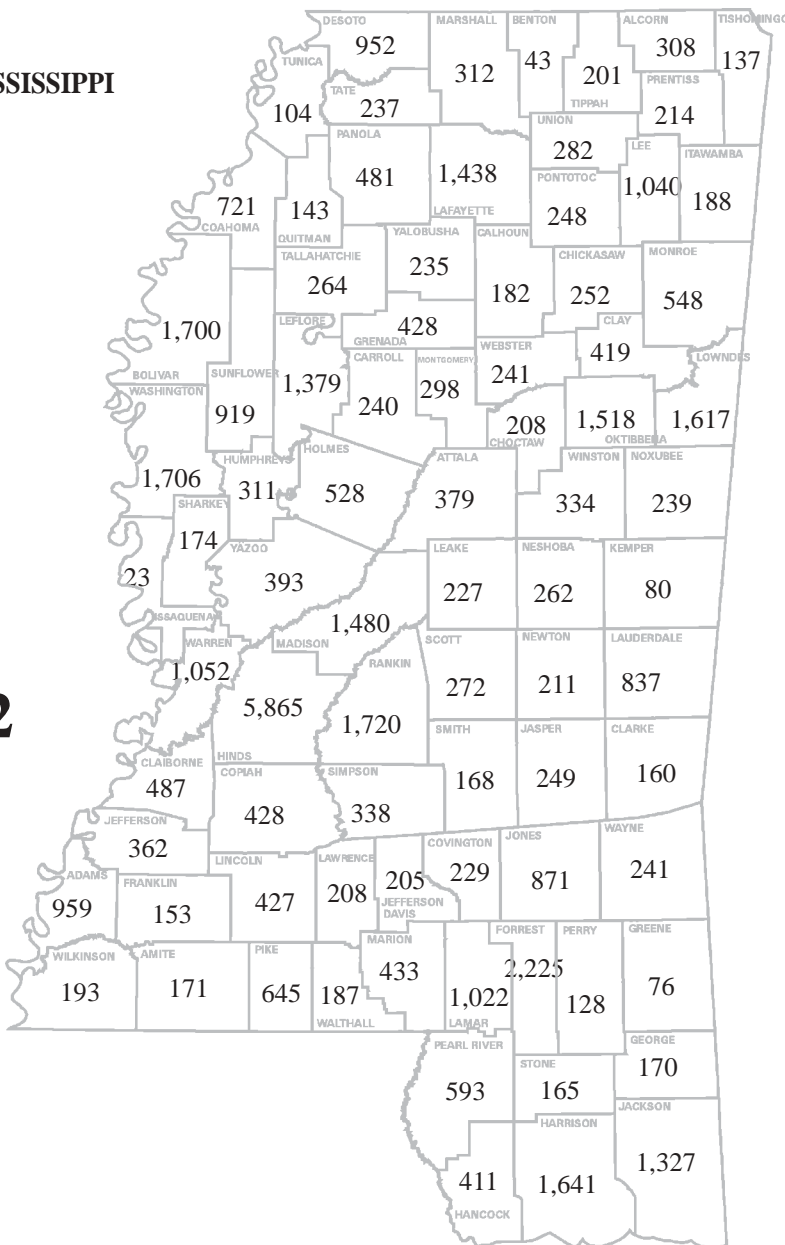 SSISSIPPI
2
DESOTO
952
MARSHALL
312
BENTON
43
TIPPAH
201
ALCORN
308
TISHOMINGO
137
TUNICA
104
TATE
237
PRENTISS
214
PANOLA
481
LAFAYETTE
1,438
UNION
282
LEE
1,040
ITAWAMBA
188
PONTOTOC
248
COAHOMA
721
QUITMAN
143
TALLAHATCHIE
264
YALOBUSHA
235
CALHOUN
182
CHICKASAW
252
MONROE
548
BOLIVAR
1,700
SUNFLOWER
919
LEFLORE
1,379
GRENADA
428
CARROLL
240
MONTGOMERY
298
WEBSTER
241
CLAY
419
LOWNDES
1,617
OKTIBBEHA
1,518
CHOCTAW
208
WASHINGTON
1,706
HUMPHREYS
311
HOLMES
528
ATTALA
379
WINSTON
334
NOXUBEE
239
SHARKEY
174
ISSAQUENAH
23
YAZOO
393
LEAKE
227
NESHOBA
262
KEMPER
80
WARREN
1,052
MADISON
1,480
HINDS
5,865
RANKIN
1,720
SCOTT
272
NEWTON
211
LAUDERDALE
837
CLAIBORNE
487
COPIAH
428
SIMPSON
338
SMITH
168
JASPER
249
CLARKE
160
JEFFERSON
362
ADAMS
959
FRANKLIN
153
LINCOLN
427
LAWRENCE
208
JEFFERSON
DAVIS
205
COVINGTON
229
JONES
871
WAYNE
241
WILKINSON
193
AMITE
171
PIKE
645
WALTHALL
187
MARION
433
LAMAR
1,022
FORREST
2,225
PERRY
128
GREENE
76
PEARL RIVER
593
STONE
165
GEORGE
170
HANCOCK
411
HARRISON
1,641
JACKSON
1,327